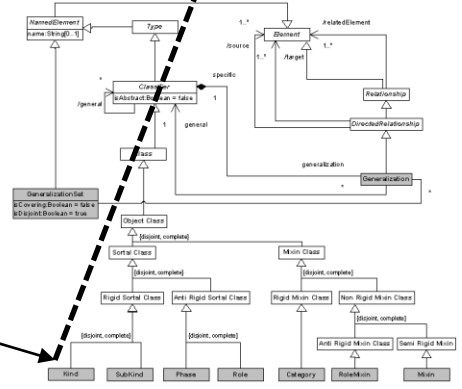 NamedElement
name:String[0..1]
Type
1..*
/relatedElement
Element
/source
1..*
/target
1..*
*
Classifier
isAbstract:Boolean = false
/general
specific
1
Relationship
1
general
DirectedRelationship
Class
generalization
Generalization
GeneralizationSet
isCovering:Boolean = false
isDisjoint:Boolean = true
*
*
Object Class
{disjoint, complete}
Sortal Class
Mixin Class
{disjoint, complete}
{disjoint, complete}
Rigid Sortal Class
Anti Rigid Sortal Class
Rigid Mixin Class
Non Rigid Mixin Class
{disjoint, complete}
{disjoint, complete}
{disjoint, complete}
Anti Rigid Mixin Class
Semi Rigid Mixin Class
Kind
SubKind
Phase
Role
Category
RoleMixin
Mixin